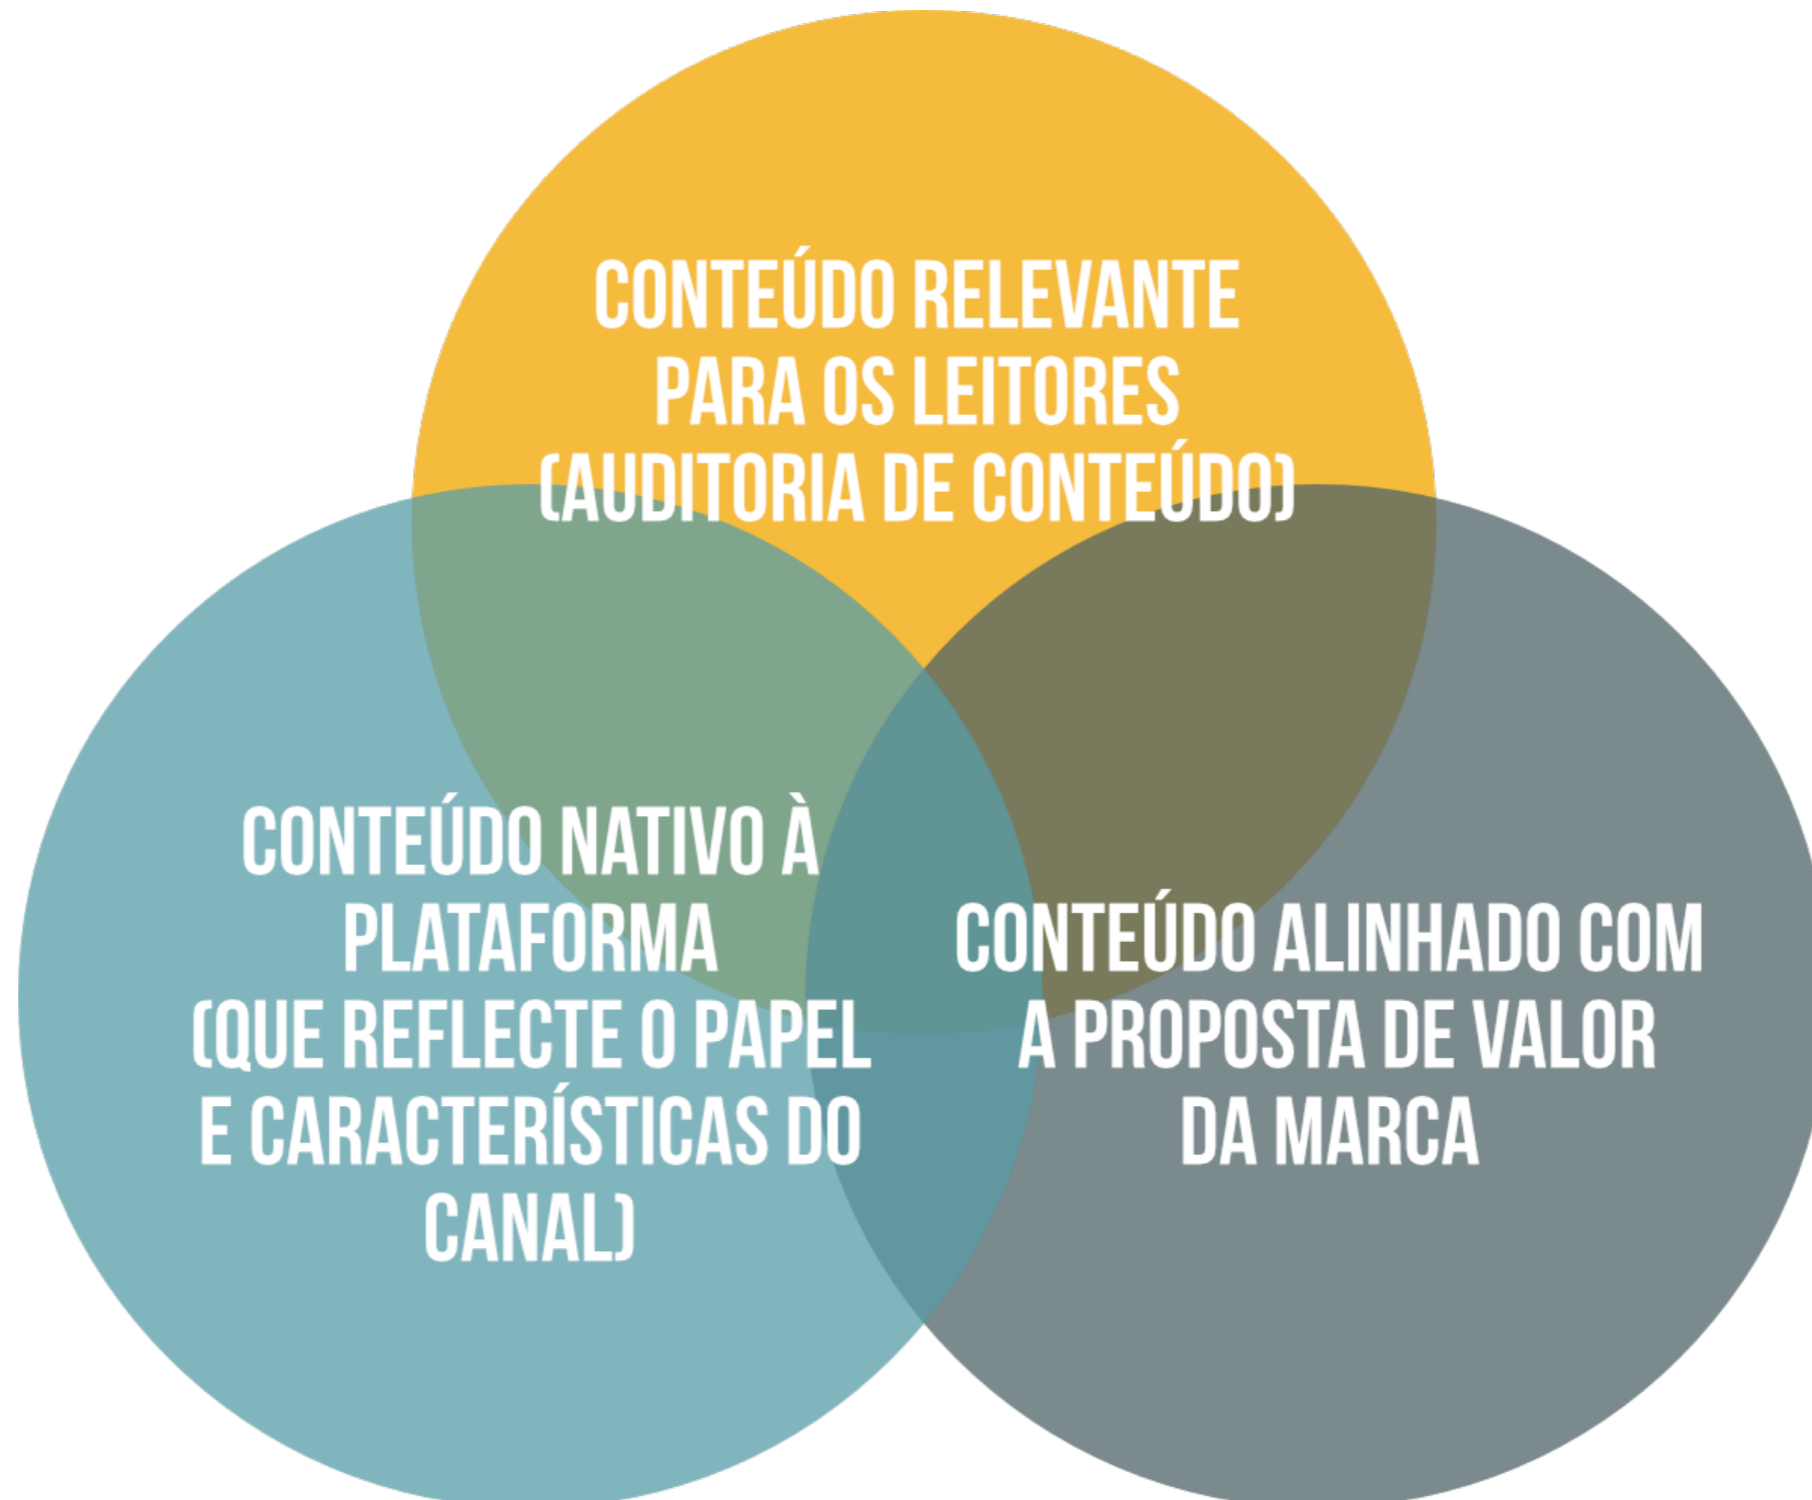 CONTEÚDO RELEVANTE
PARA OS LEITORES
(AUDITORIA DE CONTEÚDO)
CONTEÚDO NATIVO À
PLATAFORMA
(QUE REFLECTE O PAPEL
E CARACTERÍSTICAS DO
CANAL)
CONTEÚDO ALINHADO COM
A PROPOSTA DE VALOR
DA MARCA